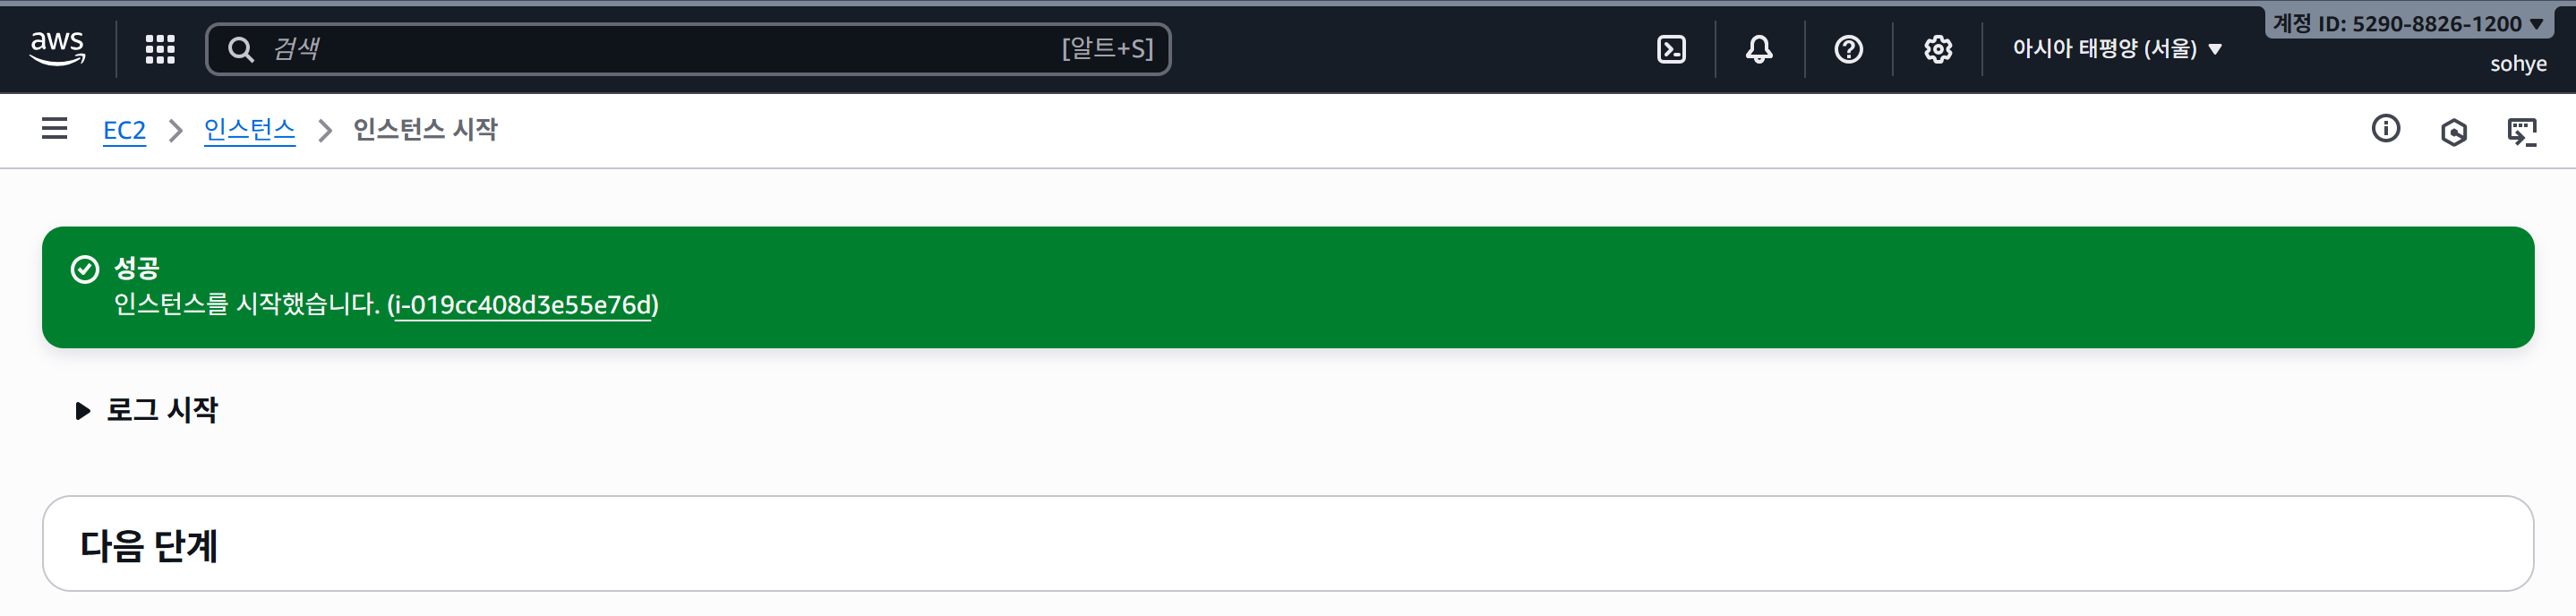 aws
검색
[알트+S]
아시아 태평양 (서울)
계정 ID: 5290-8826-1200
sohye
EC2
인스턴스
인스턴스 시작
성공
인스턴스를 시작했습니다. (i-019cc408d3e55e76d)
로그 시작
다음 단계